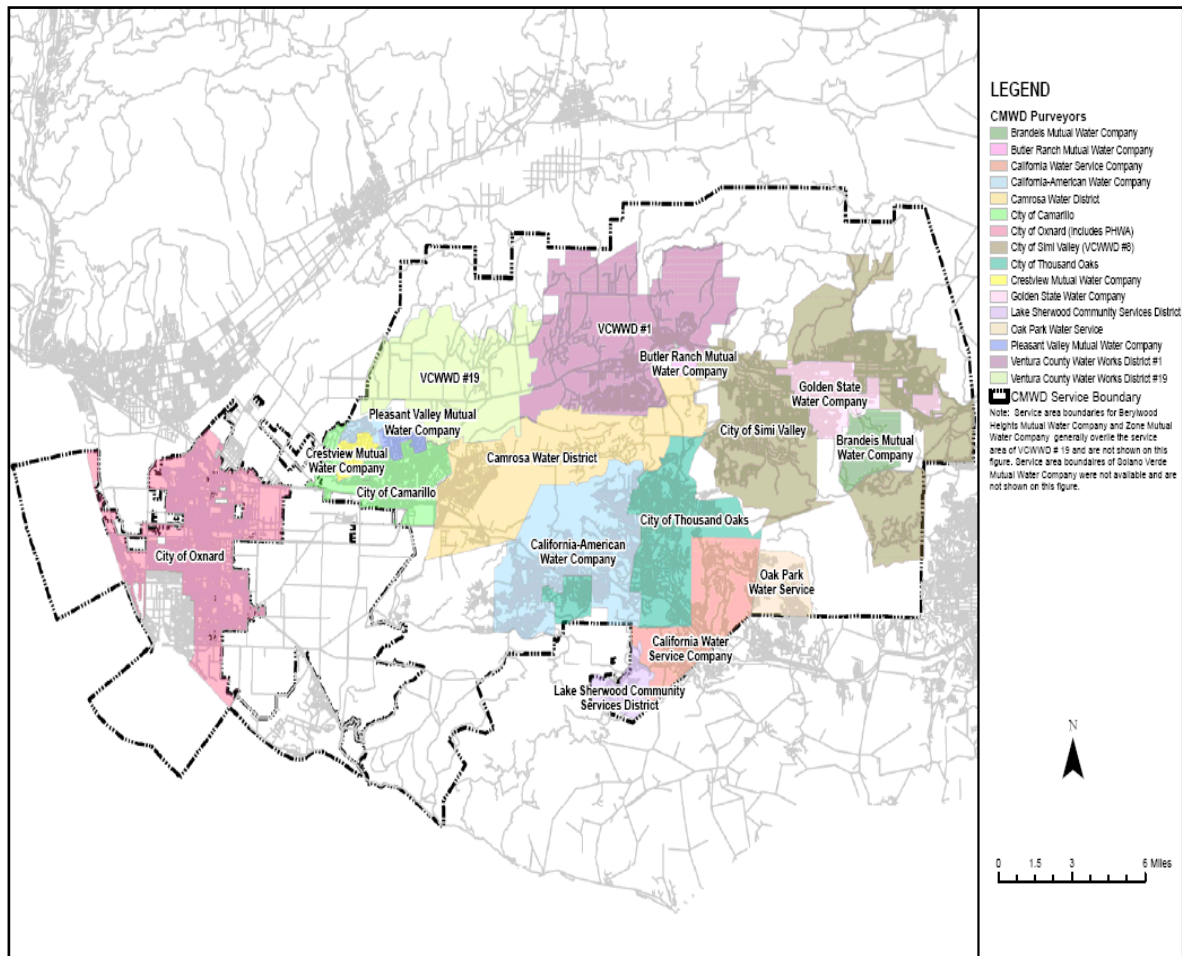 LEGEND
CMWD Purveyors
Brandeis Mutual Water Company
Butler Ranch Mutual Water Company
California Water Service Company
California-American Water Company
Camrosa Water District
City of Camarillo
City of Oxnard (includes PHWA)
City of Simi Valley (VCWWD #8)
City of Thousand Oaks
Crestview Mutual Water Company
Golden State Water Company
Lake Sherwood Community Services District
Oak Park Water Service
Pleasant Valley Mutual Water Company
Ventura County Water Works District #1
Ventura County Water Works District #19
CMWD Service Boundary
Note: Service area boundaries for Berylwood
Heights Mutual Water Company and Zone Mutual
Water Company generally overlie the service
area of VCWWD # 19 and are not shown on this
figure. Service area boundaires of Solano Verde
Mutual Water Company were not available and are
not shown on this figure.
VCWWD #1
Butler Ranch Mutual
Water Company
VCWWD #19
Golden State
Water Company
Pleasant Valley Mutual
Water Company
City of Simi Valley
Brandeis Mutual
Water Company
Crestview Mutual
Water Company
Camrosa Water District
City of Camarillo
City of Thousand Oaks
City of Oxnard
California-American
Water Company
Oak Park
Water Service
California Water
Service Company
Lake Sherwood Community
Services District
N
0 1.5 3 6 Miles